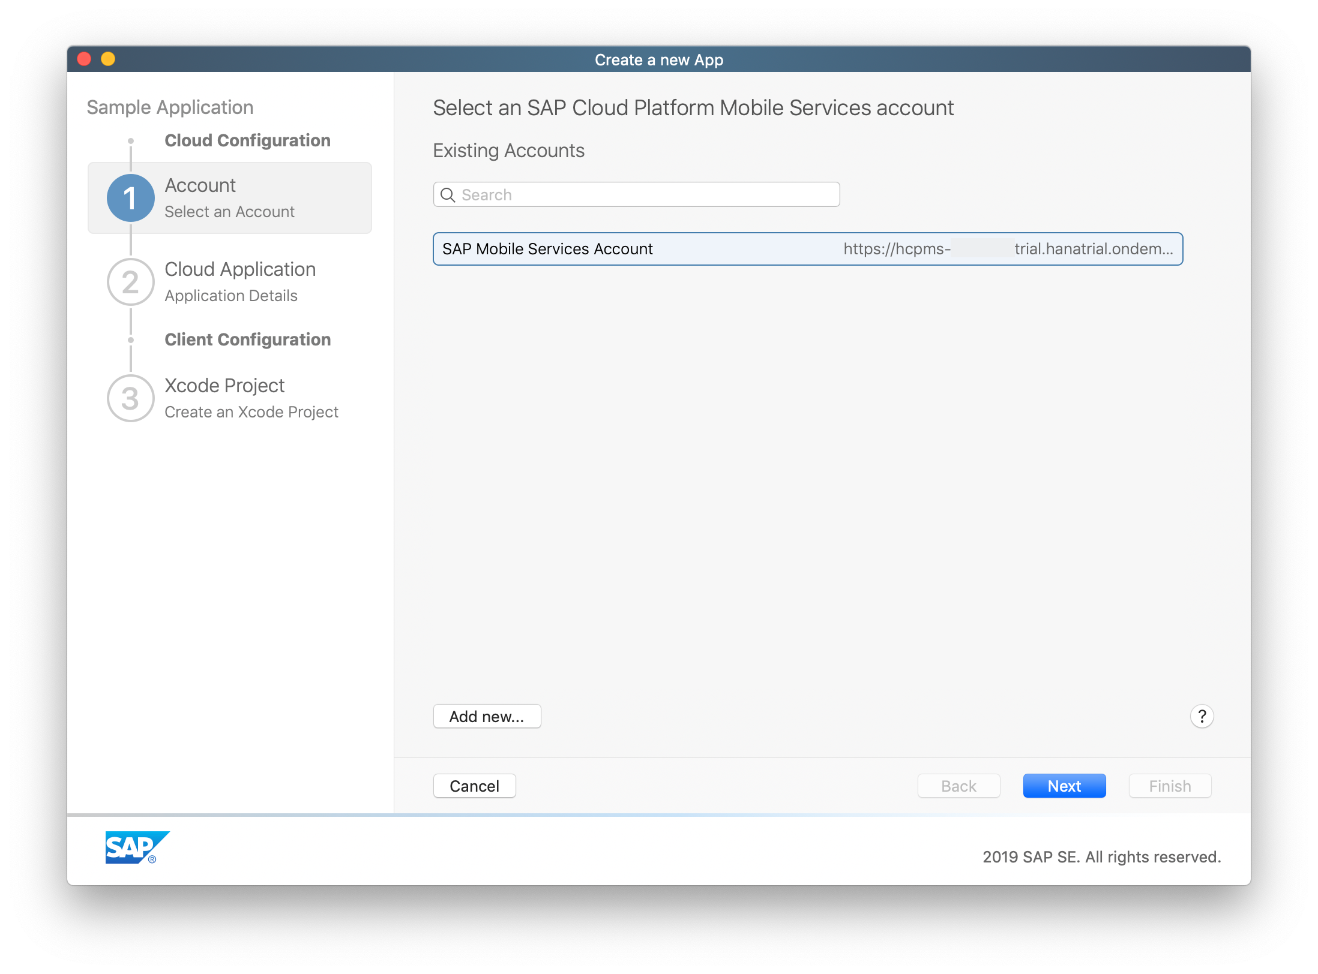 Create a new App
Sample Application
Cloud Configuration
1
Account
Select an Account
2
Cloud Application
Application Details
Client Configuration
3
Xcode Project
Create an Xcode Project
Select an SAP Cloud Platform Mobile Services account
Existing Accounts
Search
SAP Mobile Services Account https://hcpms- trial.hanatrial.ondem...
Add new... ?
Cancel Back Next Finish
SAP ®
2019 SAP SE. All rights reserved.